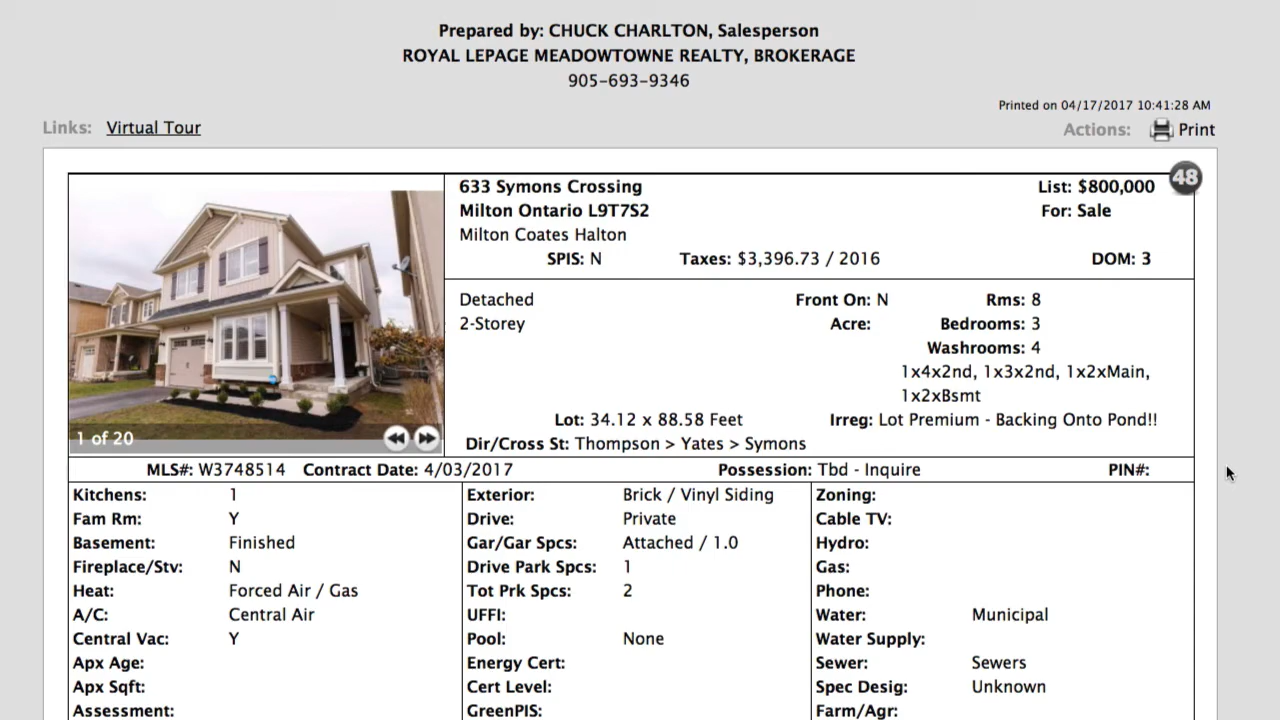 Prepared by: CHUCK CHARLTON, Salesperson
ROYAL LEPAGE MEADOWTOWNE REALTY, BROKERAGE
905-693-9346
Printed on 04/17/2017 10:41:28 AM
Links: Virtual Tour
Actions: Print
48
633 Symons Crossing List: $800,000
Milton Ontario L9T7S2 For: Sale
Milton Coates Halton
SPIS: N Taxes: $3,396.73 / 2016 DOM: 3
Detached Front On: N Rms: 8
2-Storey Acre: Bedrooms: 3
Washrooms: 4
1x4x2nd, 1x3x2nd, 1x2xMain,
1x2xBsmt
Lot: 34.12 x 88.58 Feet Irreg: Lot Premium - Backing Onto Pond!!
1 of 20
Dir/Cross St: Thompson > Yates > Symons
MLS#: W3748514 Contract Date: 4/03/2017 Possession: Tbd - Inquire PIN#:
Kitchens: 1 Exterior: Brick / Vinyl Siding Zoning:
Fam Rm: Y Drive: Private Cable TV:
Basement: Finished Gar/Gar Spcs: Attached / 1.0 Hydro:
Fireplace/Stv: N Drive Park Spcs: 1 Gas:
Heat: Forced Air / Gas Tot Prk Spcs: 2 Phone:
A/C: Central Air UFFI: Water: Municipal
Central Vac: Y Pool: None Water Supply:
Apx Age: Energy Cert: Sewer: Sewers
Apx Sqft: Cert Level: Spec Desig: Unknown
Assessment: GreenPIS: Farm/Agr: